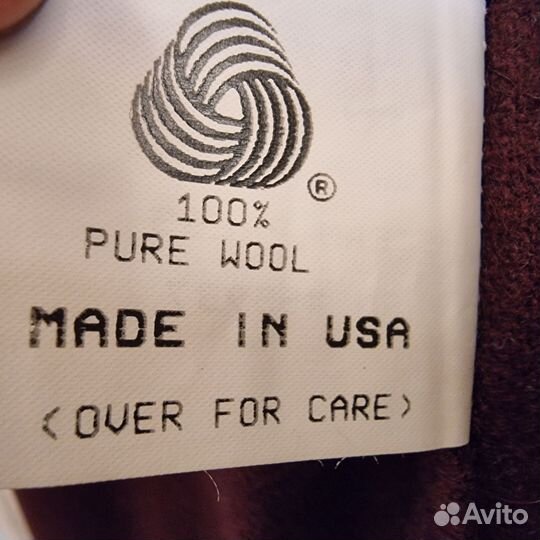 ®
100%
PURE WOOL
MADE IN USA
<OVER FOR CARE>
Avito